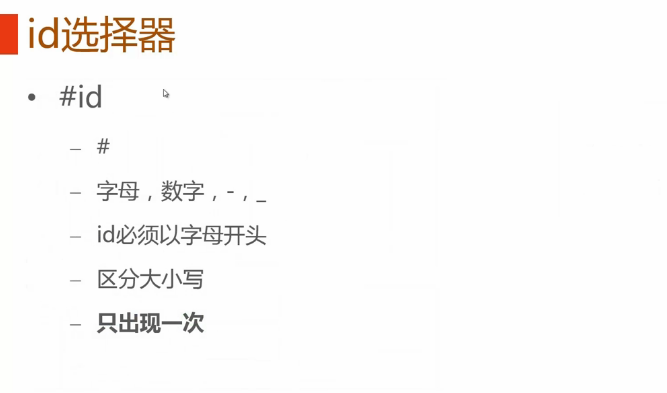 id选择器
• #id
– #
– 字母，数字，-，_
– id必须以字母开头
– 区分大小写
– 只出现一次